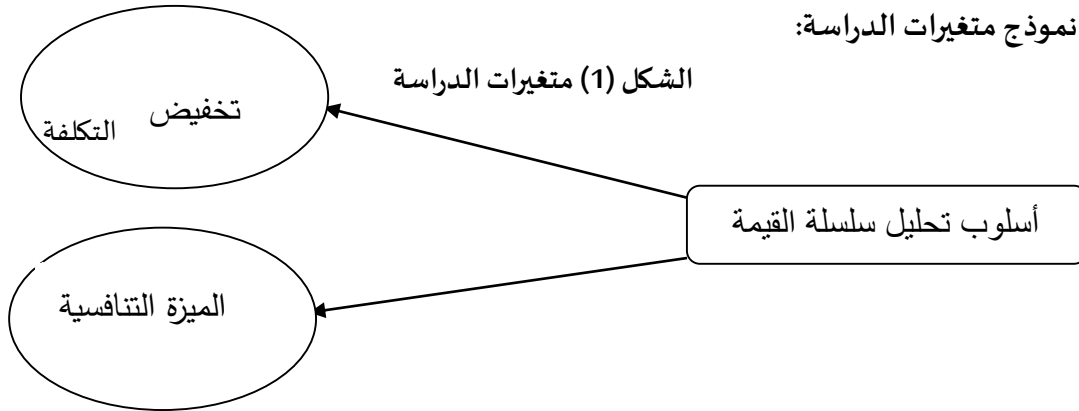 نموذج متغيرات الدراسة:
الشكل (1) متغيرات الدراسة
تخفيض التكلفة
أسلوب تحليل سلسلة القيمة
الميزة التنافسية